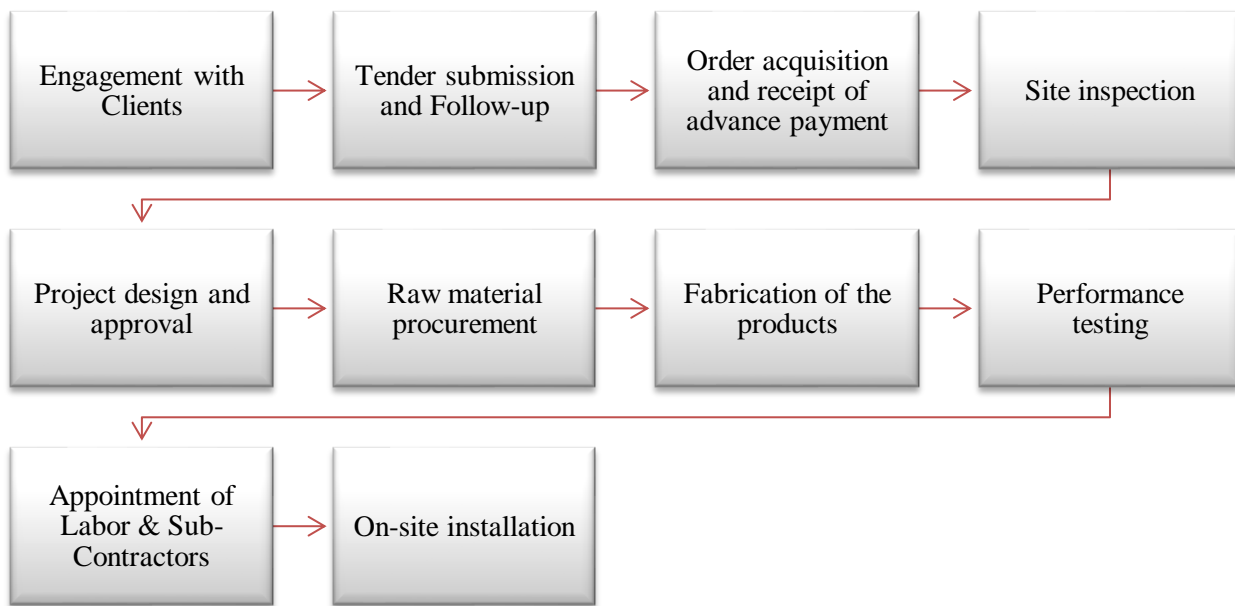 Engagement with
Clients
Tender submission
and Follow-up
Order acquisition
and receipt of
advance payment
Site inspection
Project design and
approval
Raw material
procurement
Fabrication of the
products
Performance
testing
Appointment of
Labor & Sub-
Contractors
On-site installation